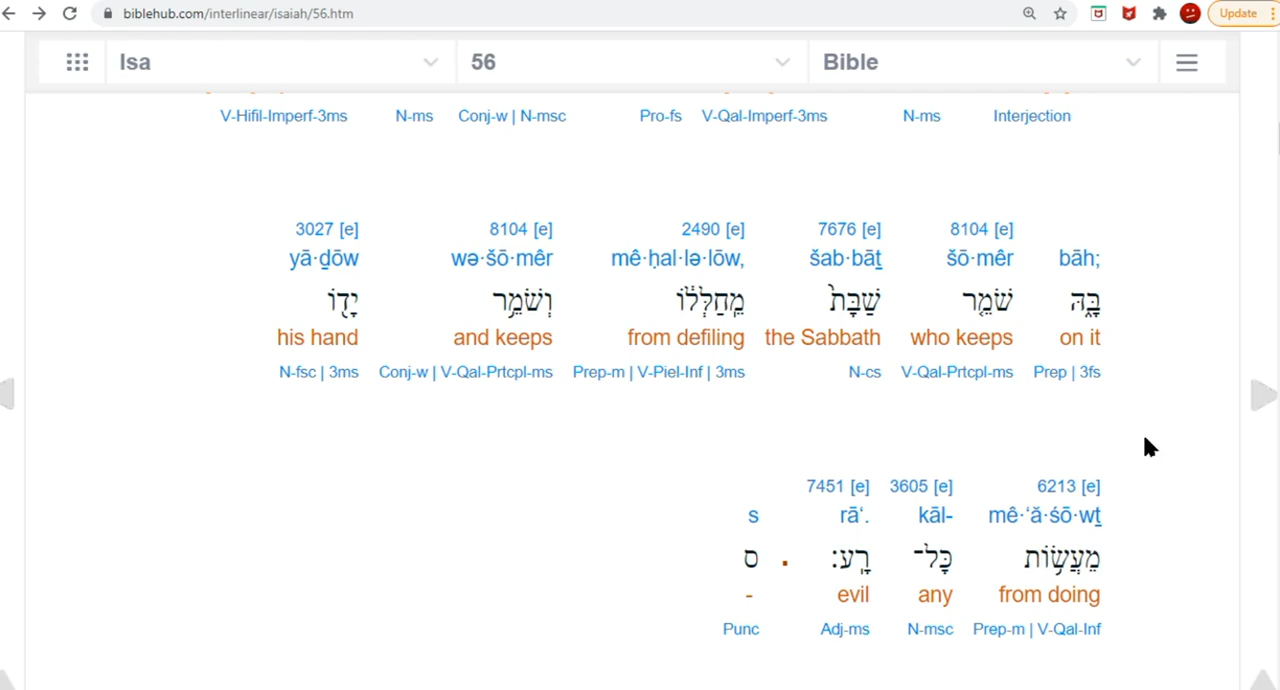 biblehub.com/interlinear/isaiah/56.htm Update
Isa 56 Bible
V-Hifil-Imperf-3ms N-ms Conj-w | N-msc Pro-fs V-Qal-Imperf-3ms N-ms Interjection
3027 [e] 8104 [e] 2490 [e] 7676 [e] 8104 [e]
yā·ḏōw wə·šō·mêr mê·ḥal·lə·lōw, šab·bāṯ šō·mêr bāh;
בָּ֑הּ שֹׁמֵ֤ר שַׁבָּת֙ מֵֽחַלְּל֔וֹ וְשֹׁמֵ֥ר יָד֖וֹ
his hand and keeps from defiling the Sabbath who keeps on it
N-fsc | 3ms Conj-w | V-Qal-Prtcpl-ms Prep-m | V-Piel-Inf | 3ms N-cs V-Qal-Prtcpl-ms Prep | 3fs
7451 [e] 3605 [e] 6213 [e]
s rā‘. kāl- mê·‘ă·śō·wṯ
מֵעֲשׂ֥וֹת כָּל־ רָֽע׃ . ס
- evil any from doing
Punc Adj-ms N-msc Prep-m | V-Qal-Inf